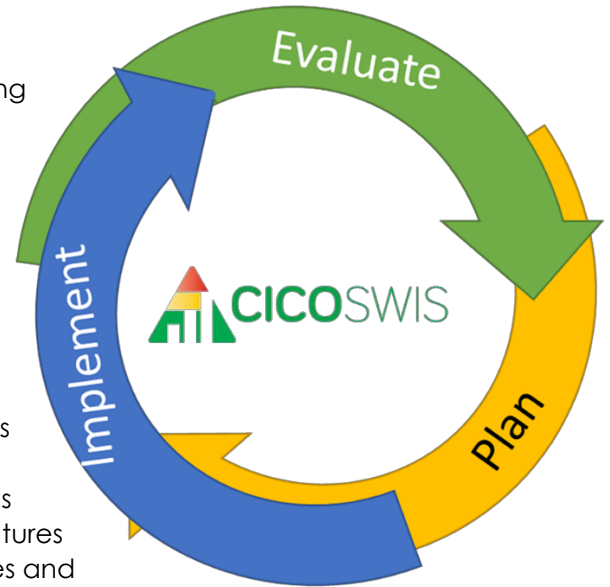 Evaluate
ng
CICOSWIS
Implement
Plan
s
s
tures
es and